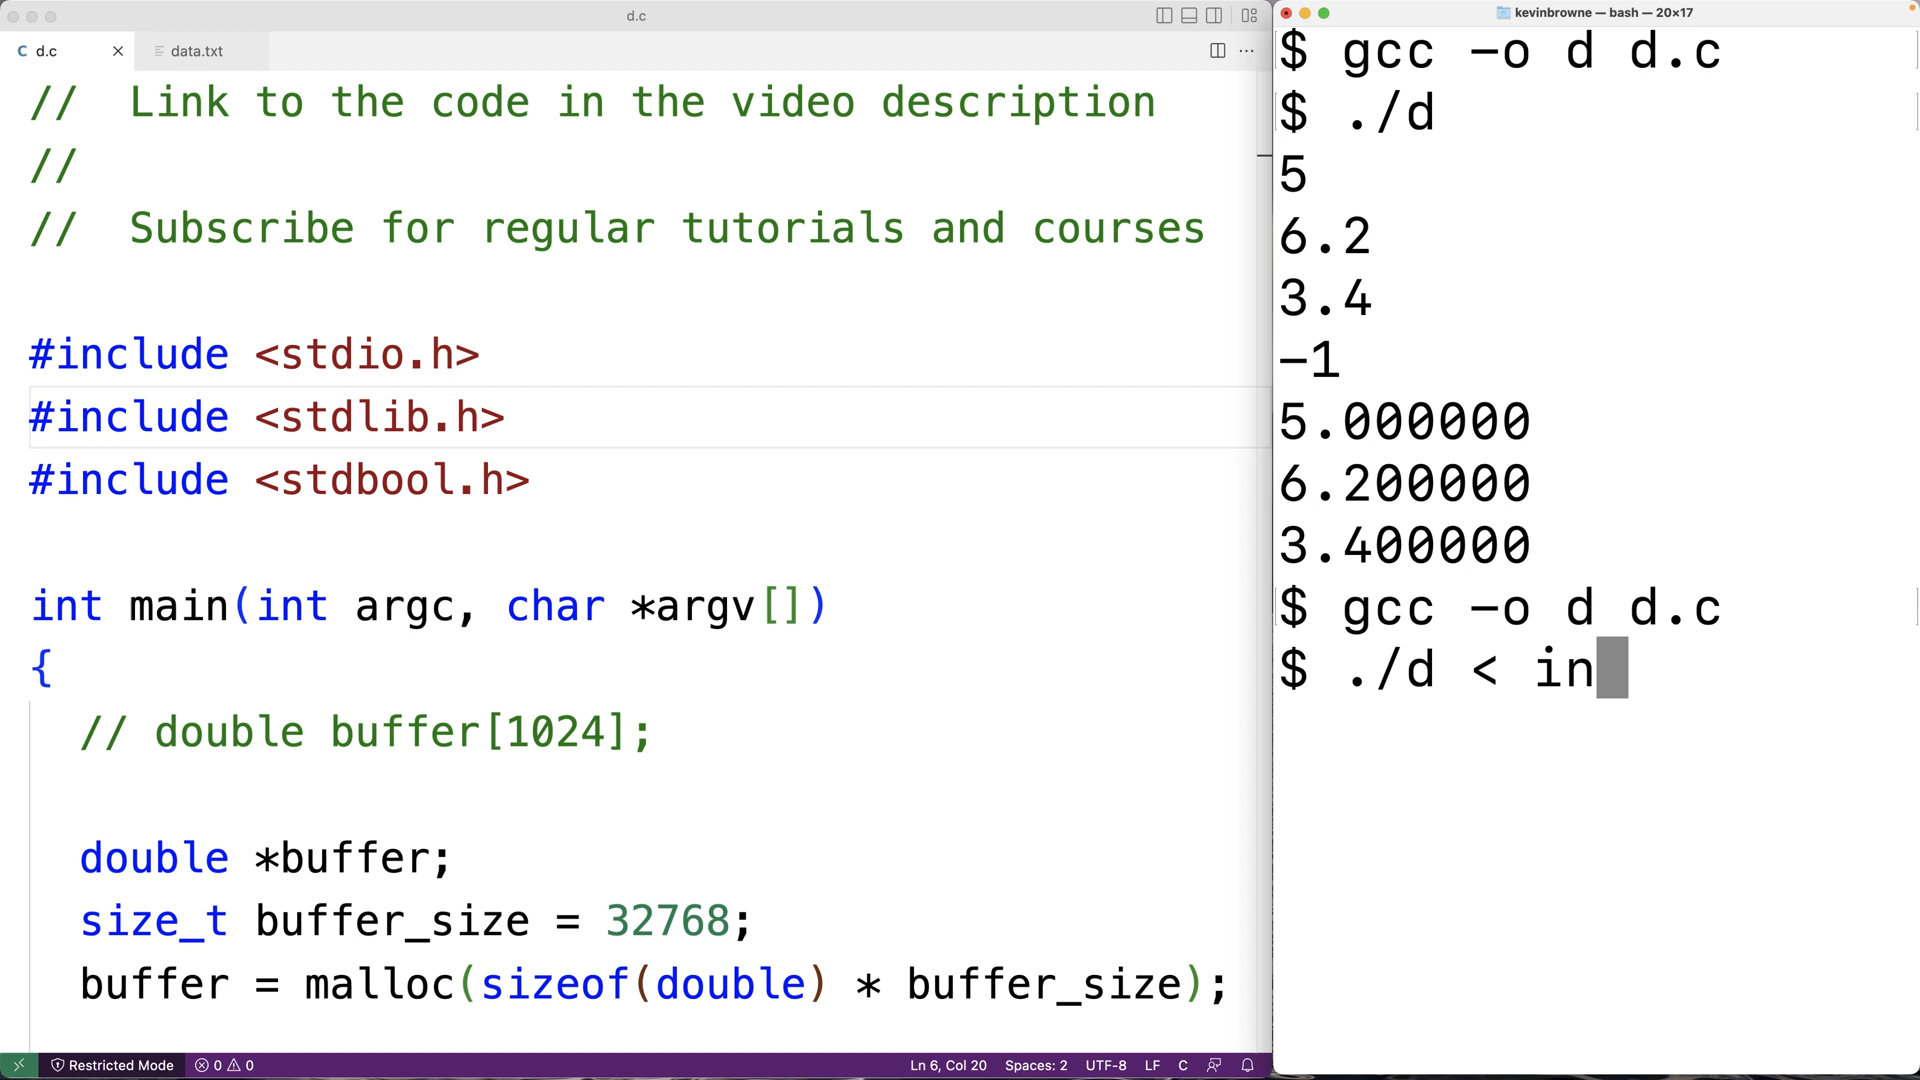 d.c
C d.c
data.txt
// Link to the code in the video description
//
// Subscribe for regular tutorials and courses
#include <stdio.h>
#include <stdlib.h>
#include <stdbool.h>
int main(int argc, char *argv[])
{
// double buffer[1024];
double *buffer;
size_t buffer_size = 32768;
buffer = malloc(sizeof(double) * buffer_size);
Restricted Mode
0 0
Ln 6, Col 20 Spaces: 2 UTF-8 LF C
kevinbrowne — bash — 20×17
$ gcc -o d d.c
$ ./d
5
6.2
3.4
-1
5.000000
6.200000
3.400000
$ gcc -o d d.c
$ ./d < in